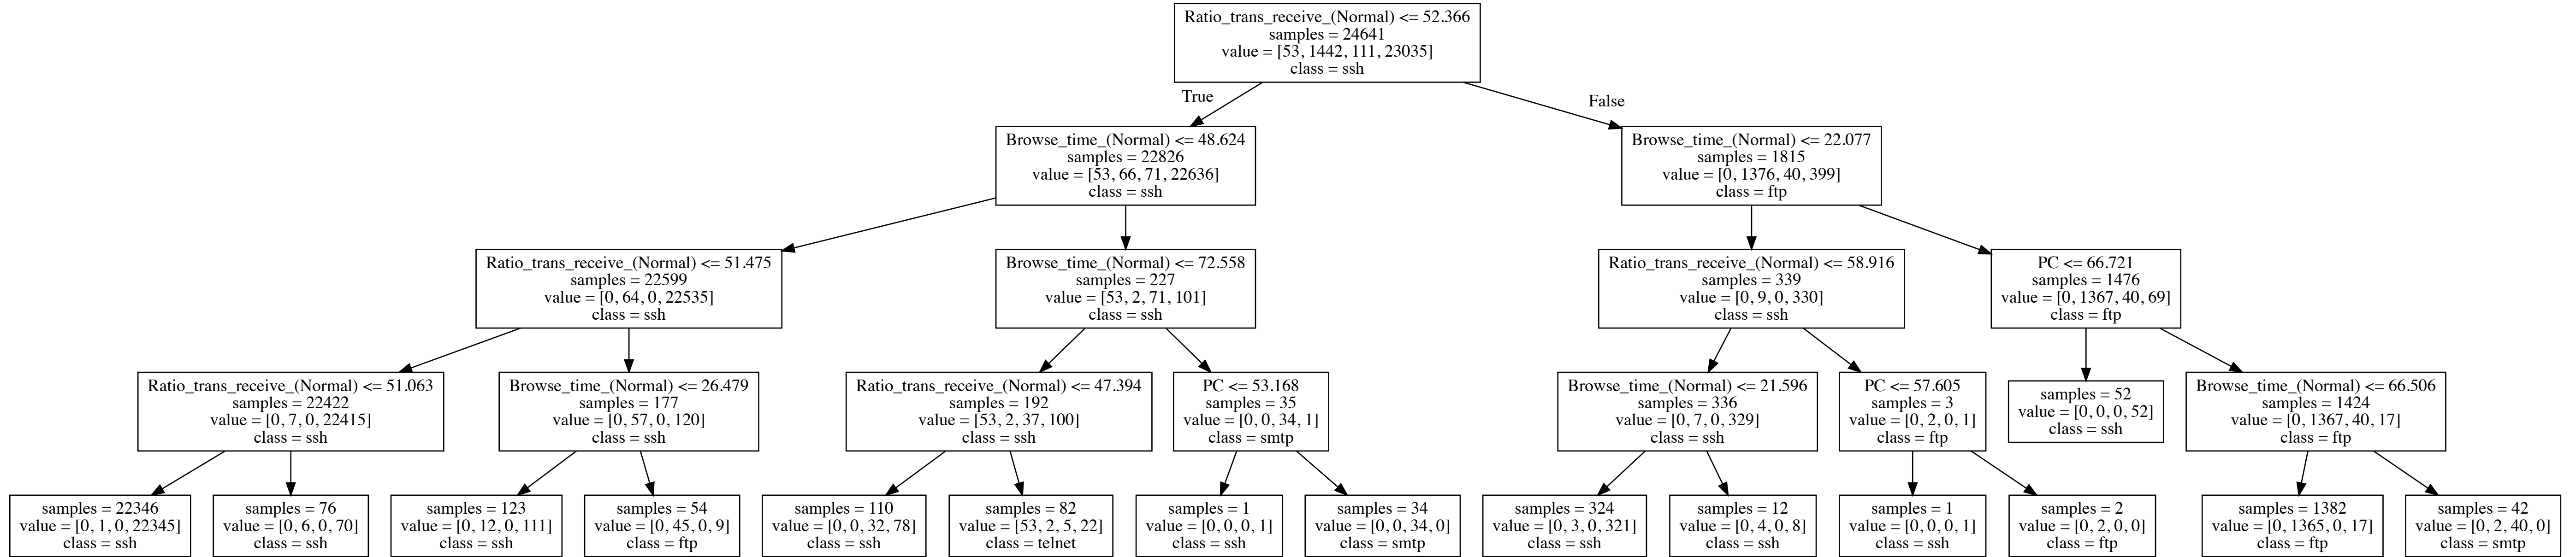 Ratio_trans_receive_(Normal) <= 52.366
samples = 24641
value = [53, 1442, 111, 23035]
class = ssh
True
False
Browse_time_(Normal) <= 48.624
samples = 22826
value = [53, 66, 71, 22636]
class = ssh
Browse_time_(Normal) <= 22.077
samples = 1815
value = [0, 1376, 40, 399]
class = ftp
Ratio_trans_receive_(Normal) <= 51.475
samples = 22599
value = [0, 64, 0, 22535]
class = ssh
Browse_time_(Normal) <= 72.558
samples = 227
value = [53, 2, 71, 101]
class = ssh
Ratio_trans_receive_(Normal) <= 58.916
samples = 339
value = [0, 9, 0, 330]
class = ssh
PC <= 66.721
samples = 1476
value = [0, 1367, 40, 69]
class = ftp
Ratio_trans_receive_(Normal) <= 51.063
samples = 22422
value = [0, 7, 0, 22415]
class = ssh
Browse_time_(Normal) <= 26.479
samples = 177
value = [0, 57, 0, 120]
class = ssh
Ratio_trans_receive_(Normal) <= 47.394
samples = 192
value = [53, 2, 37, 100]
class = ssh
PC <= 53.168
samples = 35
value = [0, 0, 34, 1]
class = smtp
Browse_time_(Normal) <= 21.596
samples = 336
value = [0, 7, 0, 329]
class = ssh
PC <= 57.605
samples = 3
value = [0, 2, 0, 1]
class = ftp
samples = 52
value = [0, 0, 0, 52]
class = ssh
Browse_time_(Normal) <= 66.506
samples = 1424
value = [0, 1367, 40, 17]
class = ftp
samples = 22346
value = [0, 1, 0, 22345]
class = ssh
samples = 76
value = [0, 6, 0, 70]
class = ssh
samples = 123
value = [0, 12, 0, 111]
class = ssh
samples = 54
value = [0, 45, 0, 9]
class = ftp
samples = 110
value = [0, 0, 32, 78]
class = ssh
samples = 82
value = [53, 2, 5, 22]
class = telnet
samples = 1
value = [0, 0, 0, 1]
class = ssh
samples = 34
value = [0, 0, 34, 0]
class = smtp
samples = 324
value = [0, 3, 0, 321]
class = ssh
samples = 12
value = [0, 4, 0, 8]
class = ssh
samples = 1
value = [0, 0, 0, 1]
class = ssh
samples = 2
value = [0, 2, 0, 0]
class = ftp
samples = 1382
value = [0, 1365, 0, 17]
class = ftp
samples = 42
value = [0, 2, 40, 0]
class = smtp